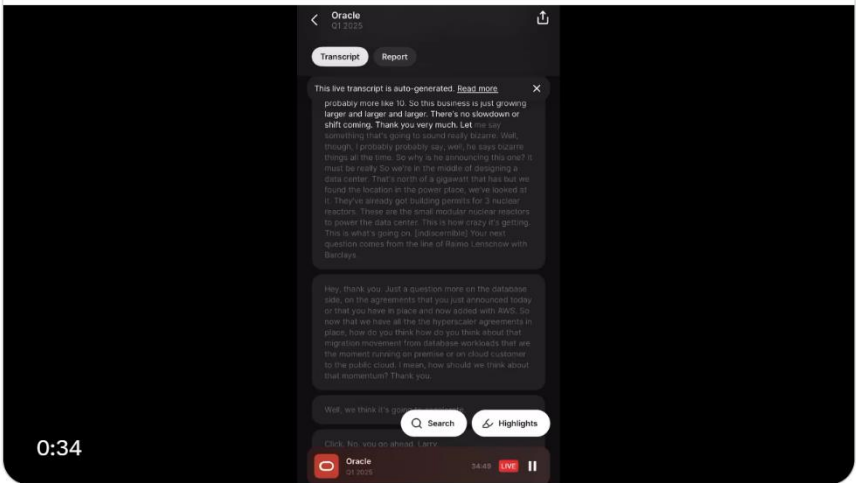 Oracle
Q1 2025
Transcript Report
This live transcript is auto-generated. Read more
probably more like 10. So this business is just growing
larger and larger and larger. There's no slowdown or
shift coming. Thank you very much. Let me say
something that's going to sound really bizarre. Well,
though, I probably probably say, well, he says bizarre
things all the time. So why is he announcing this one? It
must be really So we're in the middle of designing a
data center. That's north of a gigawatt that has but we
found the location in the power place, we've looked at
it. They've already got building permits for 3 nuclear
reactors. These are the small modular nuclear reactors
to power the data center. This is how crazy it's getting.
This is what's going on. [indiscernible] Your next
question comes from the line of Raimo Lenschow with
Barclays.
Hey, thank you. Just a question more on the database
side, on the agreements that you just announced today
or that you have in place and now added with AWS. So
now that we have all the the hyperscaler agreements in
place, how do you think how do you think about that
migration movement from database workloads that are
the moment running on premise or on cloud customer
to the public cloud. I mean, how should we think about
that momentum? Thank you.
Well, we think it's going
Search Highlights
Click. No, you go ahead. Larry.
0:34
Oracle
Q1 2025
34:49 LIVE